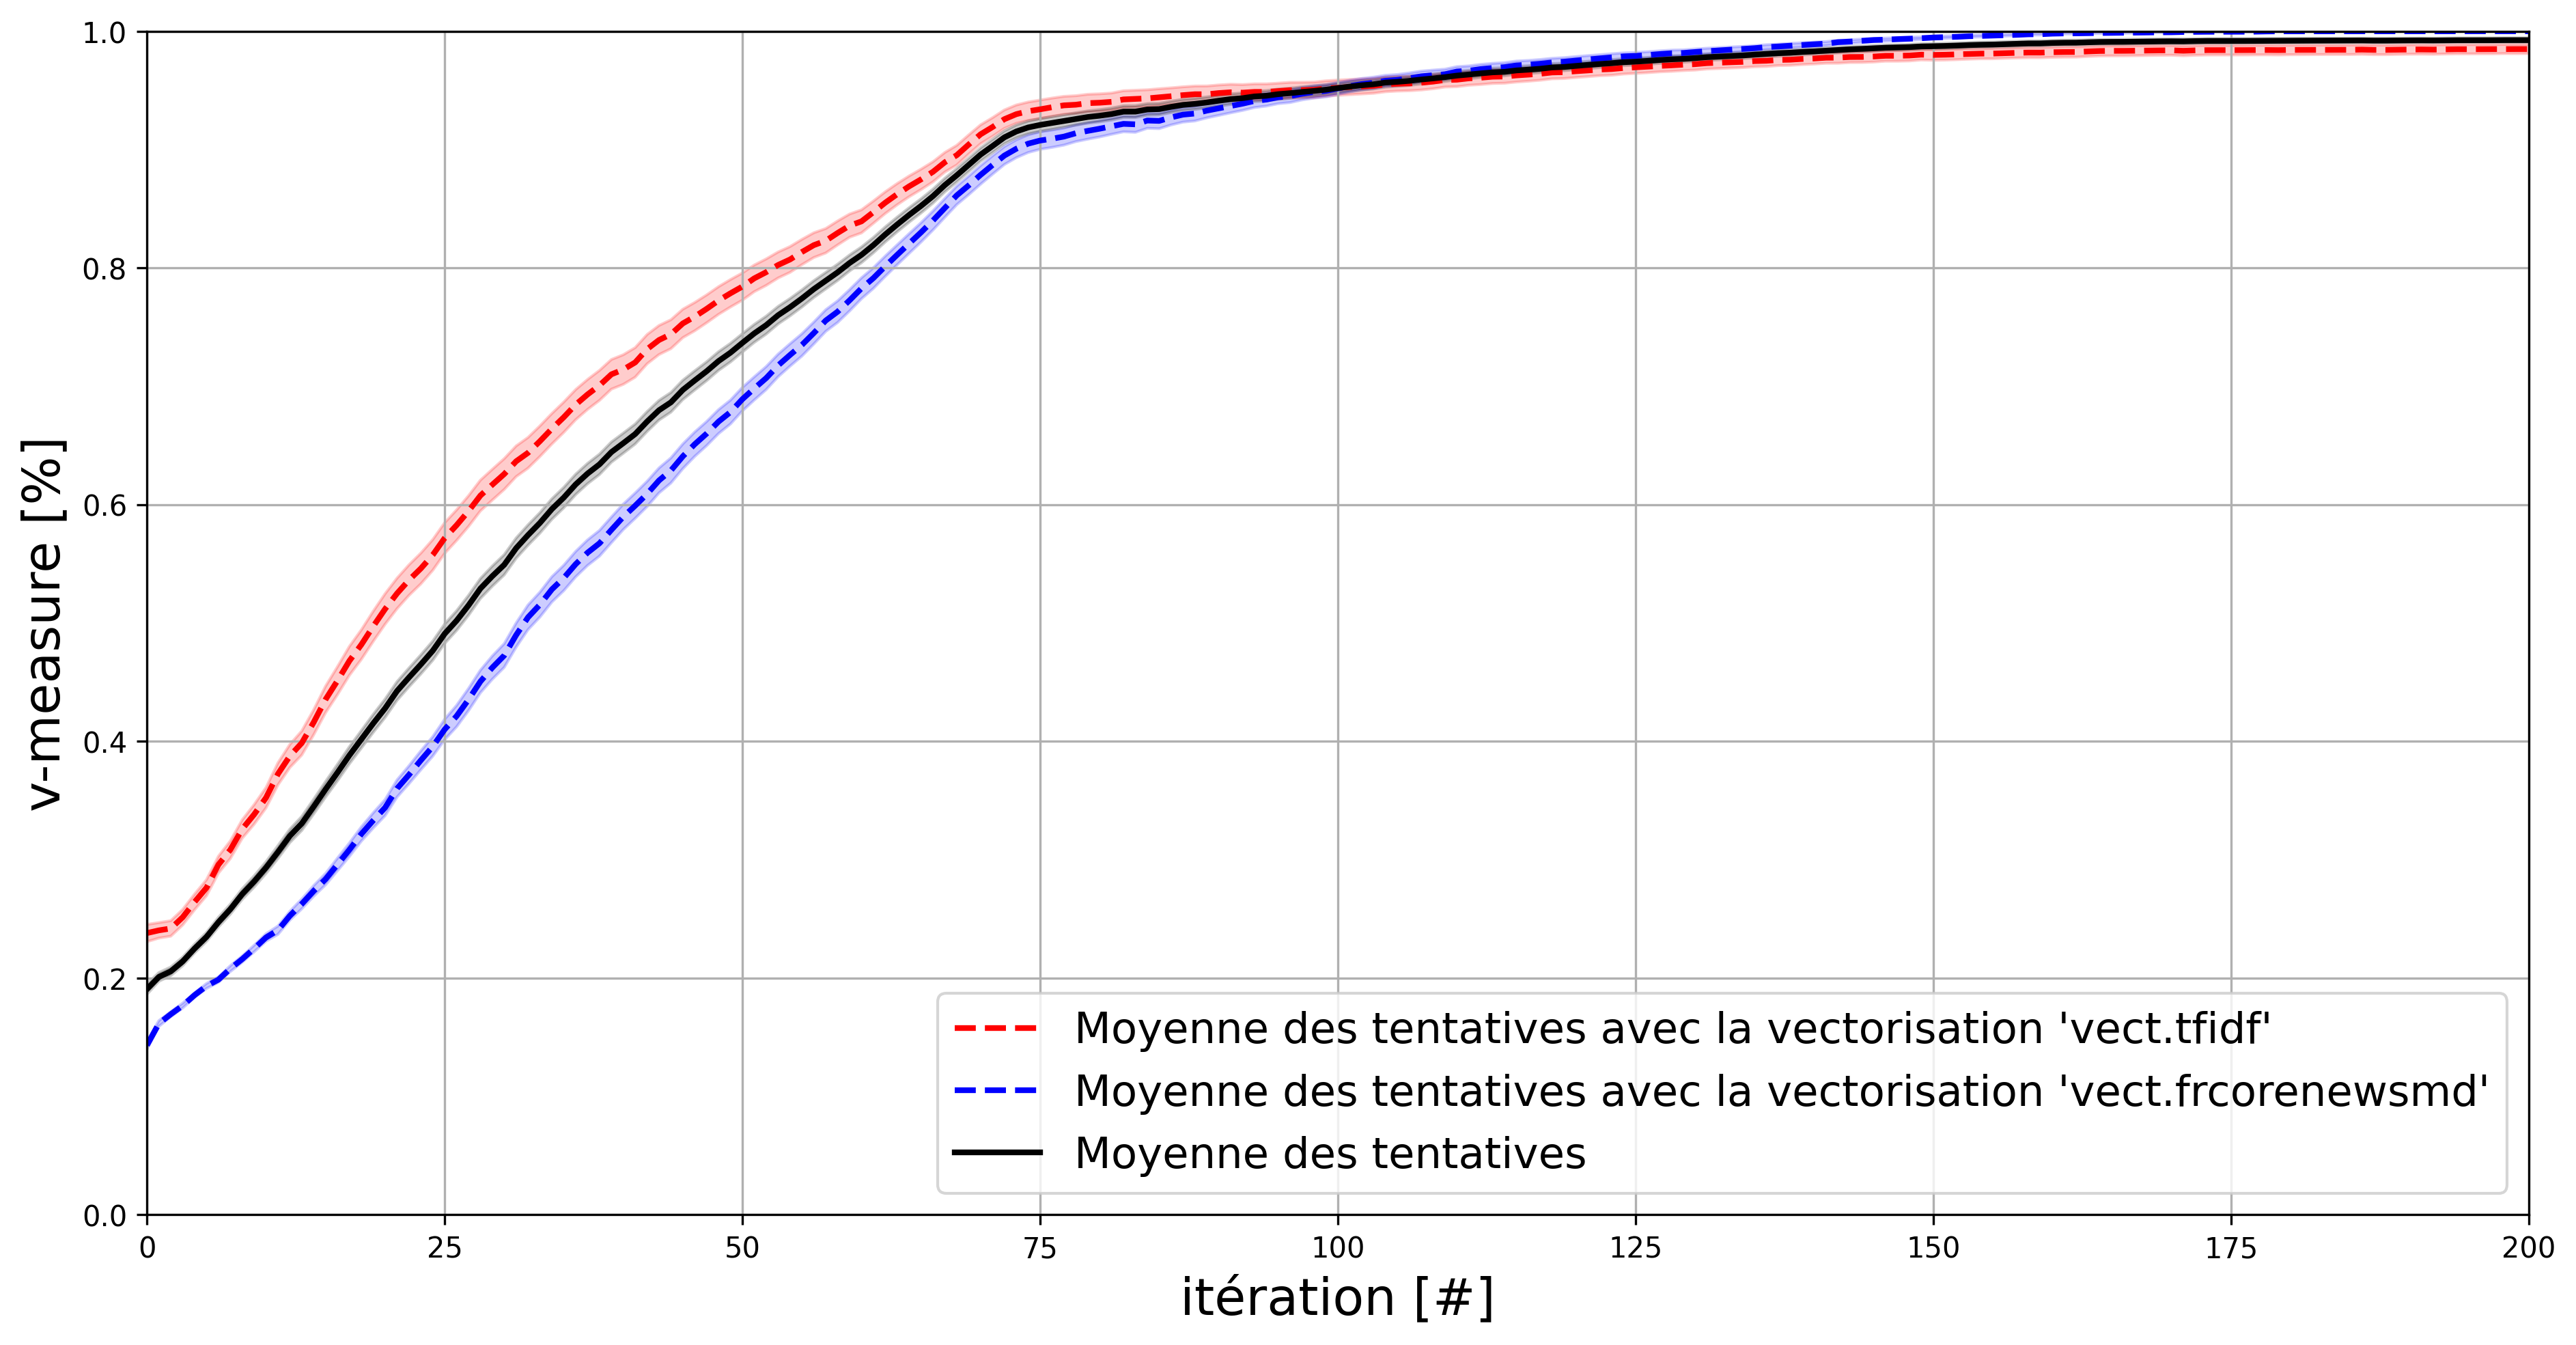 1.0
0.8
0.6
0.4
0.2
0.0
v-measure [%]
Moyenne des tentatives avec la vectorisation 'vect.tfidf'
Moyenne des tentatives avec la vectorisation 'vect.frcorenewsmd'
Moyenne des tentatives
0 25 50 75 100 125 150 175 200
itération [#]